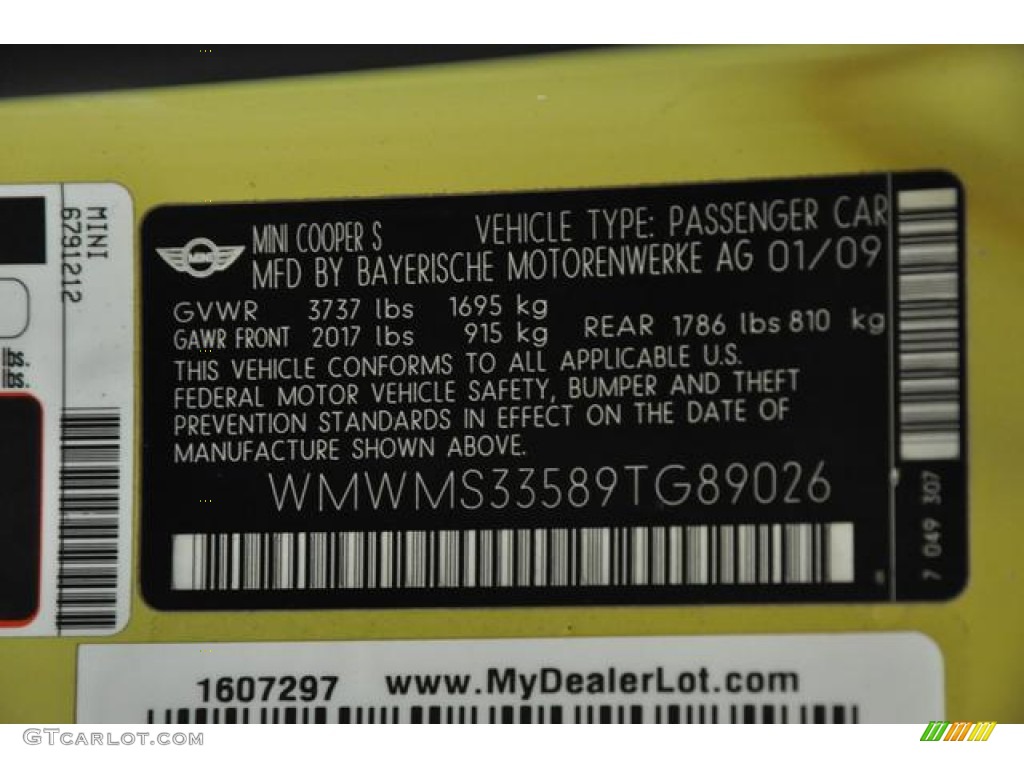 MINI
6791212
lbs.
lbs.
MINI
MINI COOPER S VEHICLE TYPE: PASSENGER CAR
MFD BY BAYERISCHE MOTORENWERKE AG 01/09
GVWR 3737 lbs 1695 kg
GAWR FRONT 2017 lbs 915 kg REAR 1786 lbs 810 kg
THIS VEHICLE CONFORMS TO ALL APPLICABLE U.S.
FEDERAL MOTOR VEHICLE SAFETY, BUMPER AND THEFT
PREVENTION STANDARDS IN EFFECT ON THE DATE OF
MANUFACTURE SHOWN ABOVE.
WMWMS33589TG89026
7 049 307
1607297 www.MyDealerLot.com
GTCarLot.com